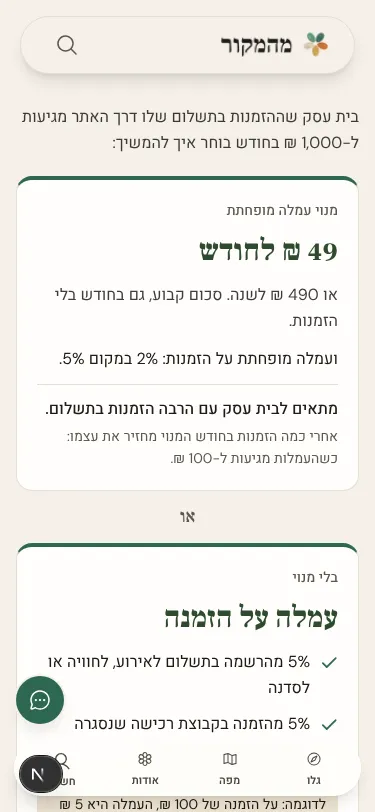 מהמקור
בית עסק שההזמנות בתשלום שלו דרך האתר מגיעות
ל-1,000 ₪ בחודש בוחר איך להמשיך:
מנוי עמלה מופחתת
49 ₪ לחודש
או 490 ₪ לשנה. סכום קבוע, גם בחודש בלי
הזמנות.
ועמלה מופחתת על הזמנות: 2% במקום 5%.
מתאים לבית עסק עם הרבה הזמנות בתשלום.
אחרי כמה הזמנות בחודש המנוי מחזיר את עצמו:
כשהעמלות מגיעות ל-100 ₪.
או
בלי מנוי
עמלה על הזמנה
5% מהרשמה בתשלום לאירוע, לחוויה או
לסדנה
5% מהזמנה בקבוצת רכישה שנסגרה
גלו
מפה
אודות
N
לדוגמה: על הזמנה של 100 ₪, העמלה היא 5 ₪